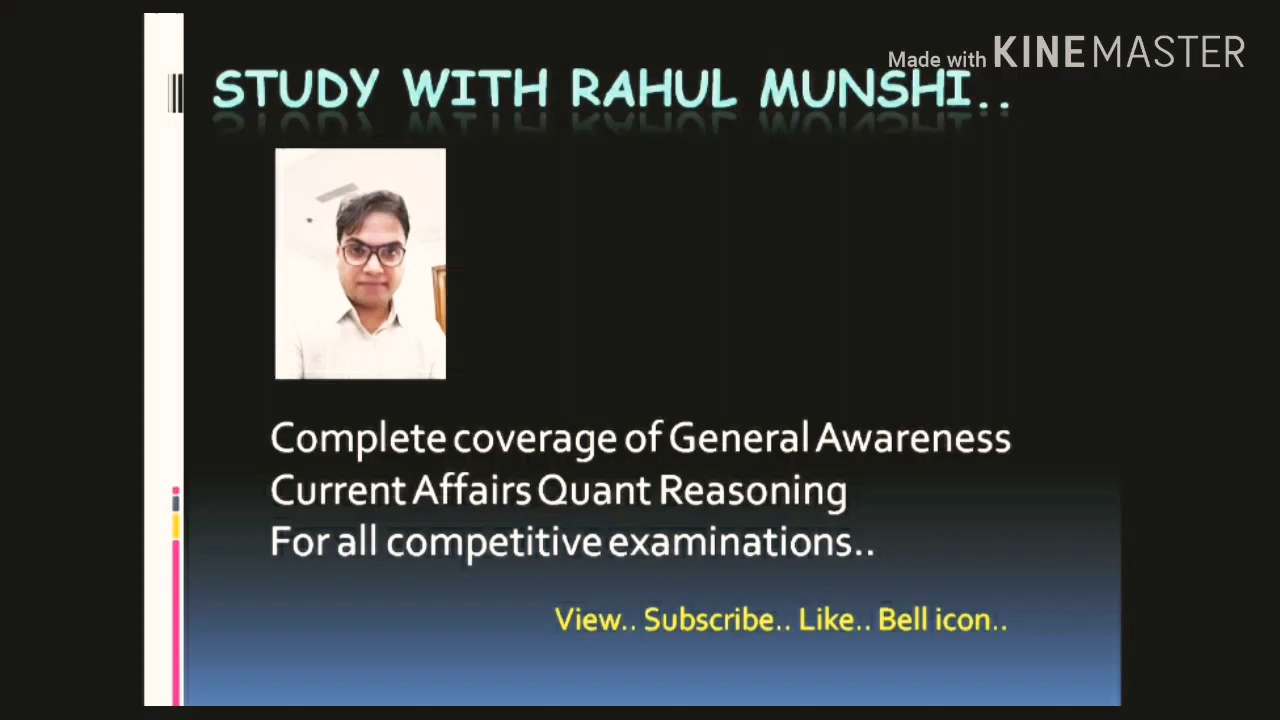 Made with KINEMASTER
STUDY WITH RAHUL MUNSHI..
Complete coverage of General Awareness
Current Affairs Quant Reasoning
For all competitive examinations..
View.. Subscribe.. Like.. Bell icon..